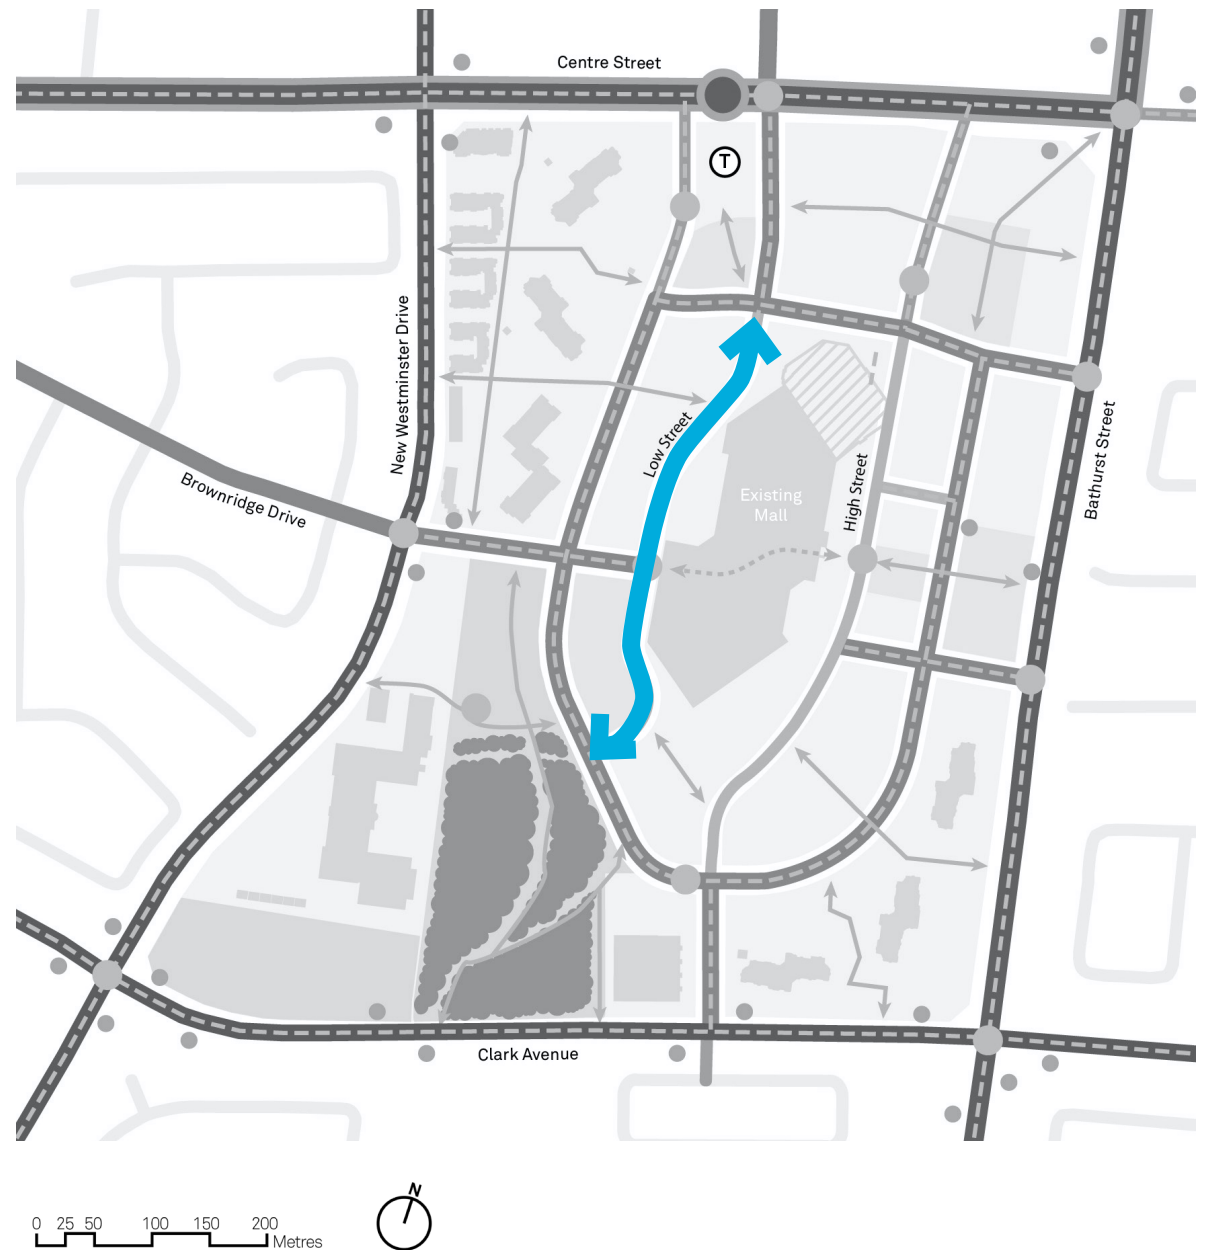 Centre Street
T
New Westminster Drive
Low Street
Bathurst Street
High Street
Brownridge Drive
Existing
Mall
Clark Avenue
N
0 25 50 100 150 200
Metres